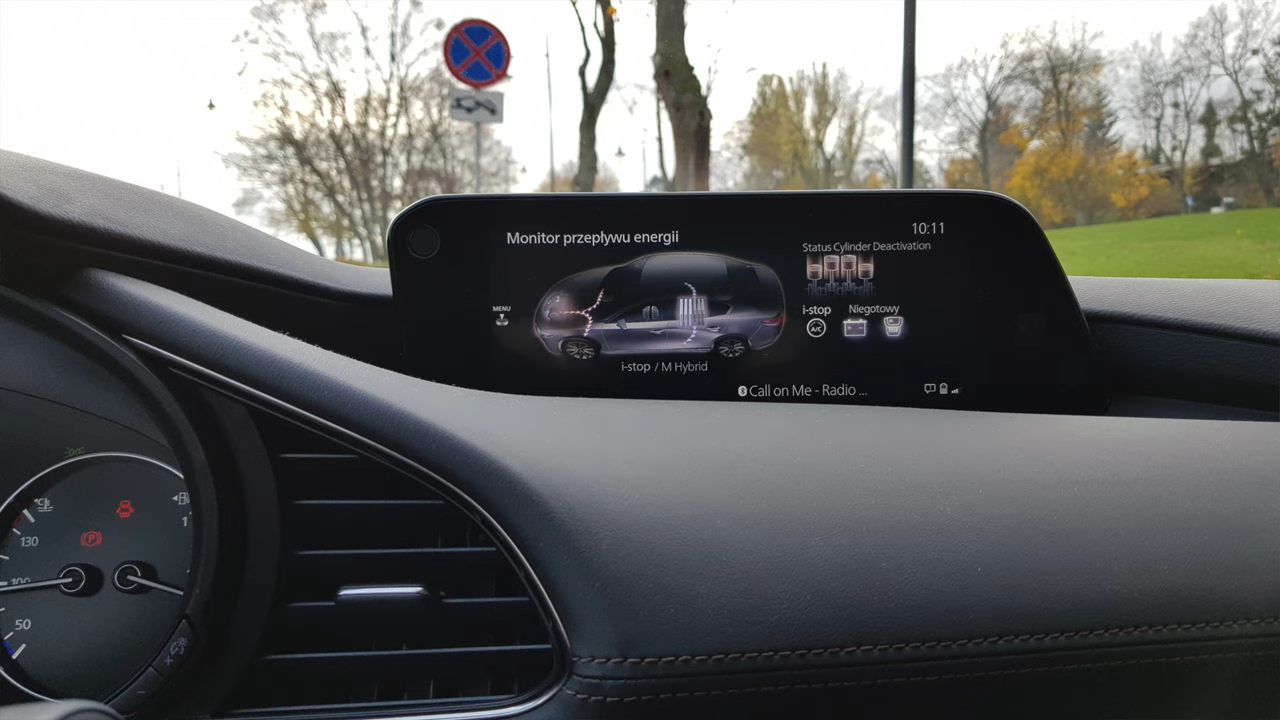 10:11
Monitor przepływu energii
Status Cylinder Deactivation
MENU
i-stop Niegotowy
A/C
i-stop / M Hybrid
Call on Me - Radio ...
°C
1
130
(P)
100
50